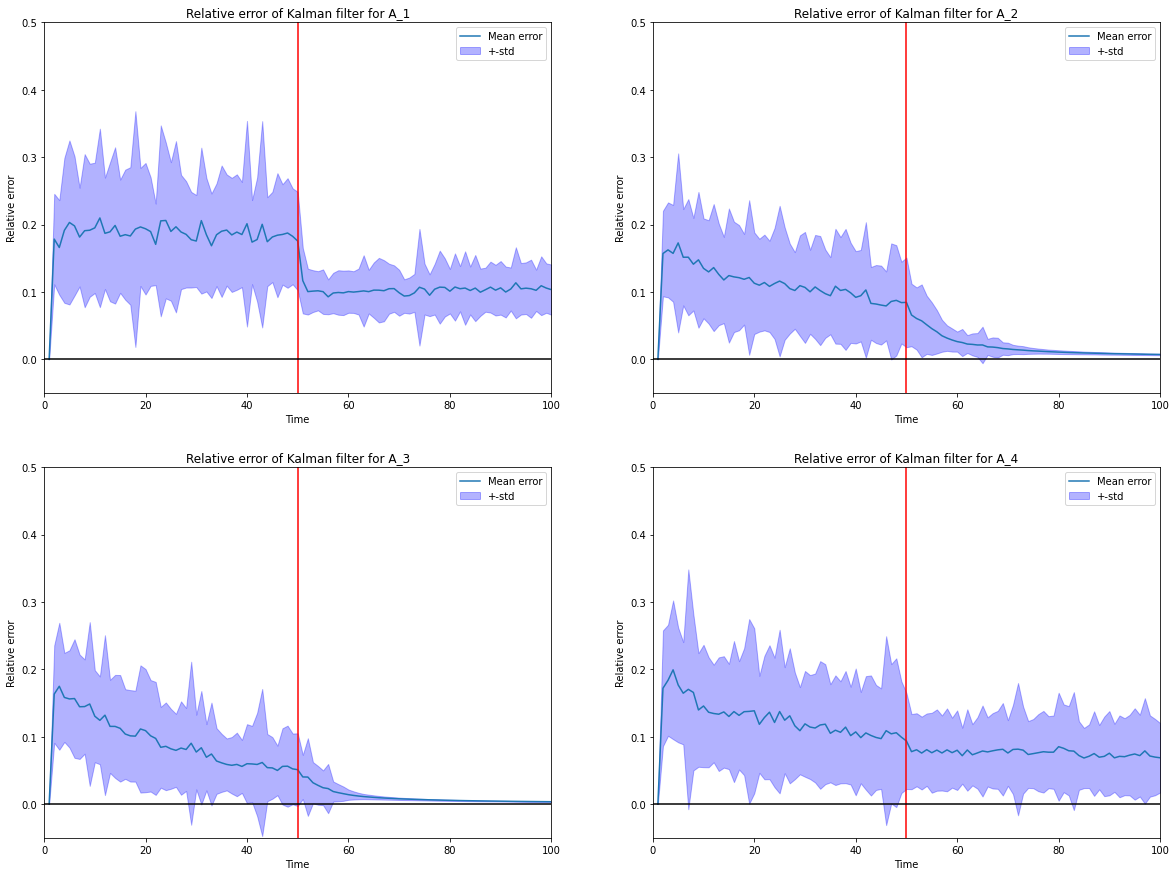 Relative error of Kalman filter for A_1
Relative error
0.5
0.4
0.3
0.2
0.1
0.0
Mean error
+-std
0 20 40 60 80 100
Time
Relative error of Kalman filter for A_2
Relative error
0.5
0.4
0.3
0.2
0.1
0.0
Mean error
+-std
0 20 40 60 80 100
Time
Relative error of Kalman filter for A_3
Relative error
0.5
0.4
0.3
0.2
0.1
0.0
Mean error
+-std
0 20 40 60 80 100
Time
Relative error of Kalman filter for A_4
Relative error
0.5
0.4
0.3
0.2
0.1
0.0
Mean error
+-std
0 20 40 60 80 100
Time